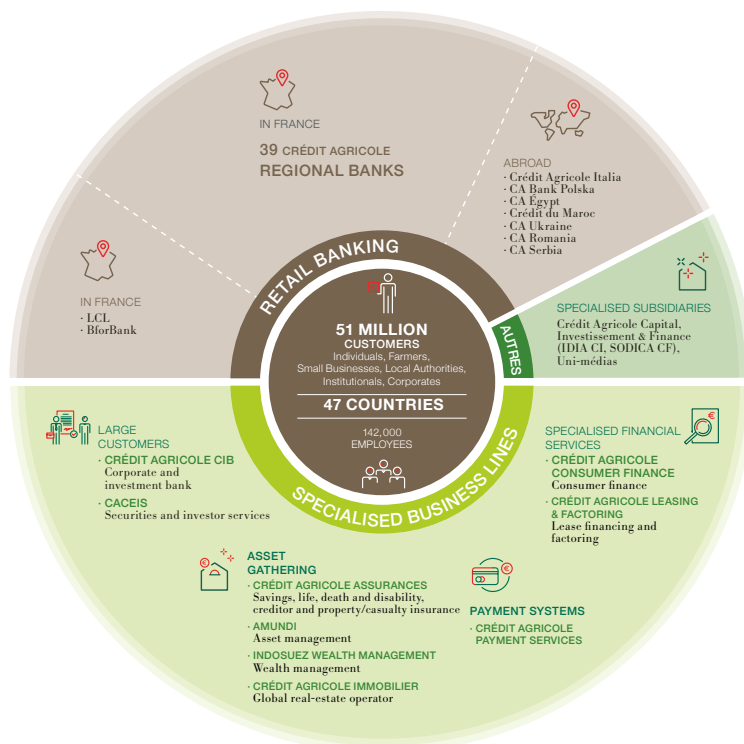 IN FRANCE
39 CRÉDIT AGRICOLE
REGIONAL BANKS
ABROAD
· Crédit Agricole Italia
· CA Bank Polska
· CA Égypt
· Crédit du Maroc
· CA Ukraine
· CA Romania
· CA Serbia
IN FRANCE
· LCL
· BforBank
RETAIL BANKING
SPECIALISED SUBSIDIARIES
Crédit Agricole Capital,
Investissement & Finance
(IDIA CI, SODICA CF),
Uni-médias
AUTRES
51 MILLION
CUSTOMERS
Individuals, Farmers,
Small Businesses, Local Authorities,
Institutionals, Corporates
47 COUNTRIES
142,000
EMPLOYEES
SPECIALISED BUSINESS LINES
LARGE
CUSTOMERS
· CRÉDIT AGRICOLE CIB
Corporate and
investment bank
· CACEIS
Securities and investor services
ASSET
GATHERING
· CRÉDIT AGRICOLE ASSURANCES
Savings, life, death and disability,
creditor and property/casualty insurance
· AMUNDI
Asset management
· INDOSUEZ WEALTH MANAGEMENT
Wealth management
· CRÉDIT AGRICOLE IMMOBILIER
Global real-estate operator
PAYMENT SYSTEMS
· CRÉDIT AGRICOLE
PAYMENT SERVICES
SPECIALISED FINANCIAL
SERVICES
· CRÉDIT AGRICOLE
CONSUMER FINANCE
Consumer finance
· CRÉDIT AGRICOLE LEASING
& FACTORING
Lease financing and
factoring